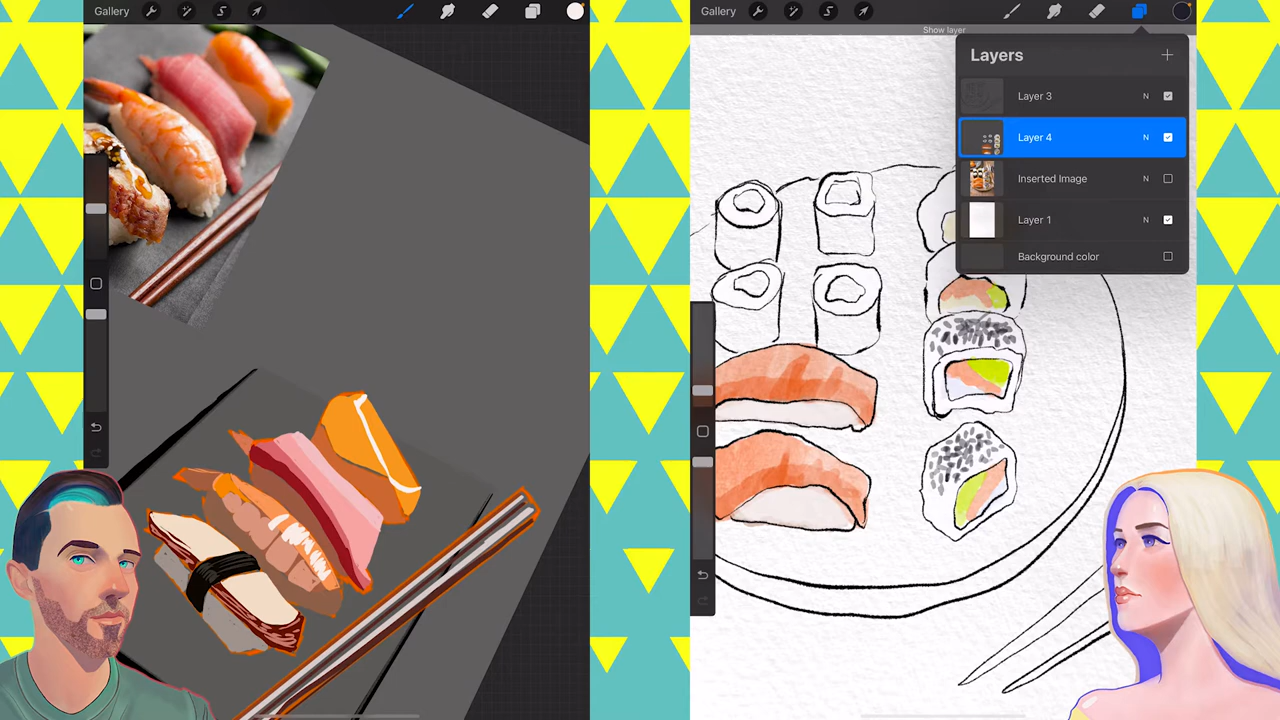 Gallery
Gallery
Show layer
Layers
Layer 3 N
Layer 4 N
Inserted Image N
Layer 1 N
Background color